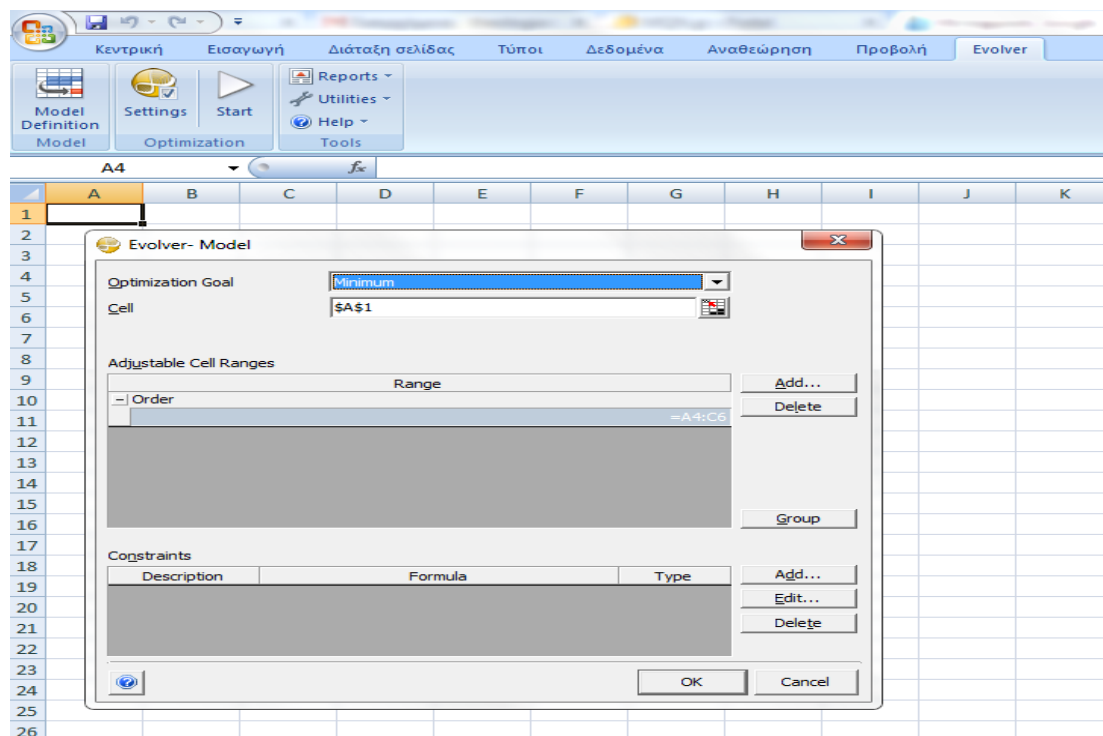 Κεντρική Εισαγωγή Διάταξη σελίδας Τύποι Δεδομένα Αναθεώρηση Προβολή Evolver
Reports
Utilities
Help
Model Definition Settings Start
Model Optimization Tools
A4 fx
A B C D E F G H I J K
1
2
Evolver- Model
3
4
Optimization Goal Minimum
5
Cell $A$1
6
7
8
Adjustable Cell Ranges
9
Range Add...
10
Order Delete
11
=A4:C6
12
13
14
15
16
Group
17
Constraints
18
Description Formula Type Add...
19
20
Edit...
21
Delete
22
23
24
OK Cancel
25
26